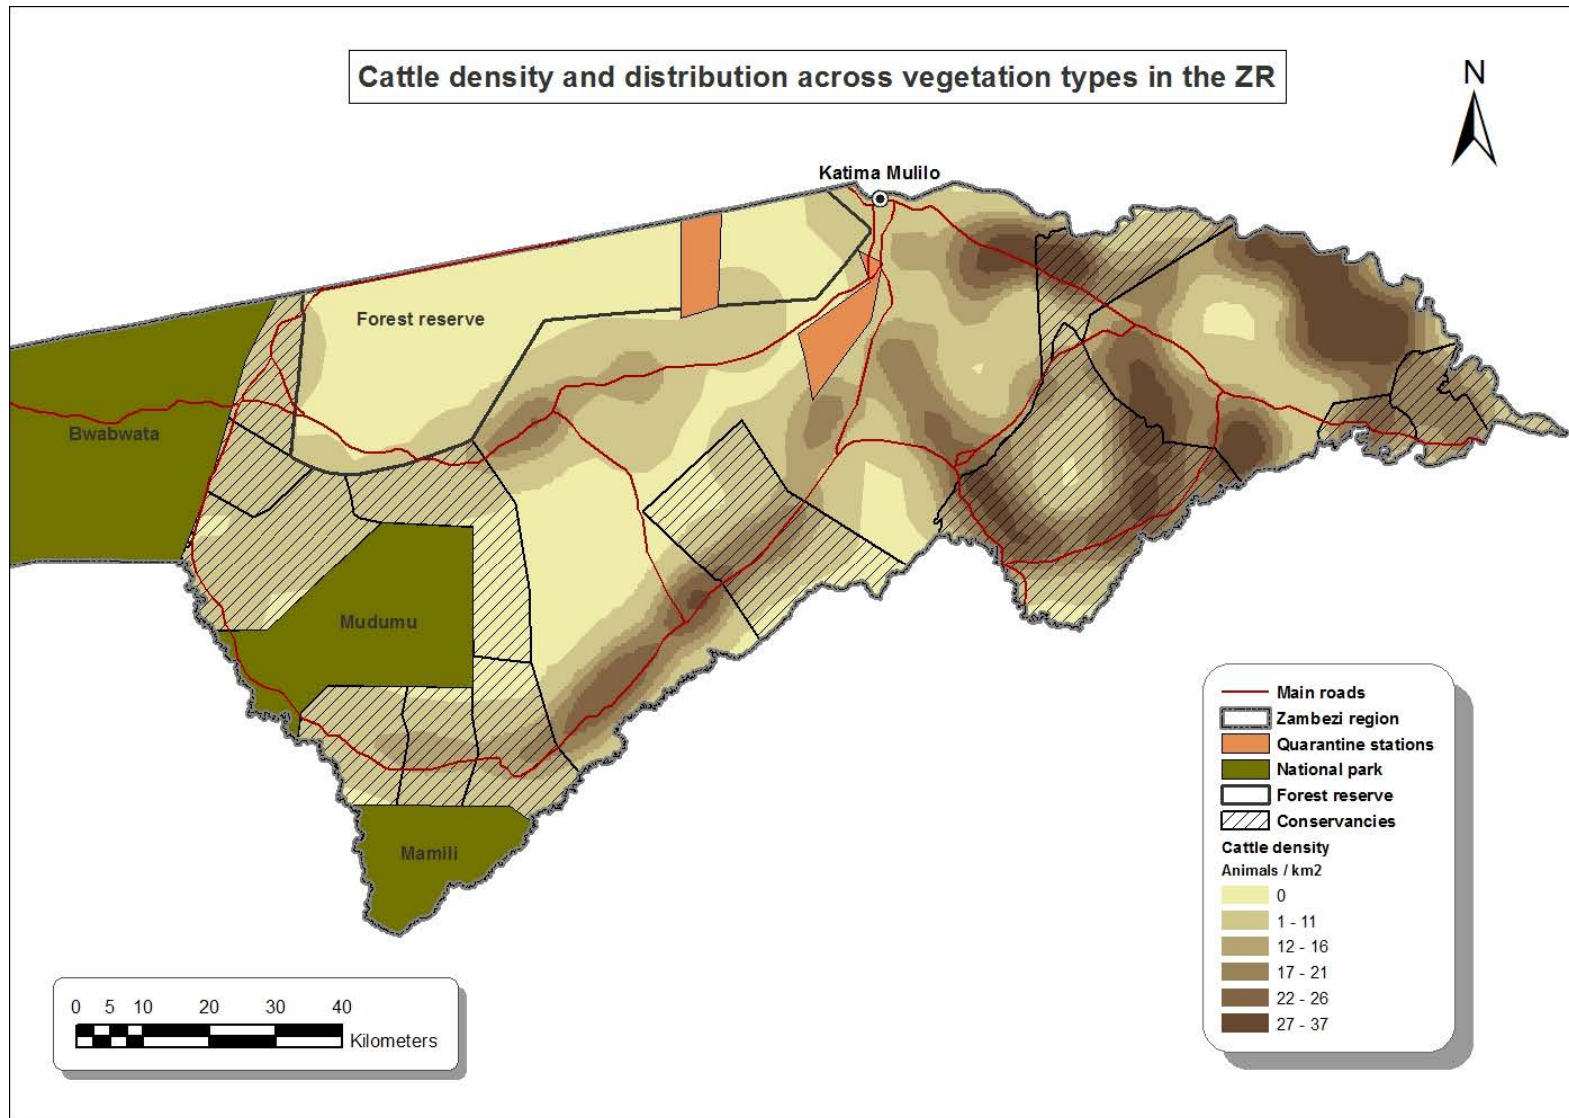 Cattle density and distribution across vegetation types in the ZR
N
Katima Mulilo
Forest reserve
Bwabwata
Mudumu
Mamili
Main roads
Zambezi region
Quarantine stations
National park
Forest reserve
Conservancies
Cattle density
Animals / km2
0
1 - 11
12 - 16
17 - 21
22 - 26
27 - 37
0 5 10 20 30 40
Kilometers